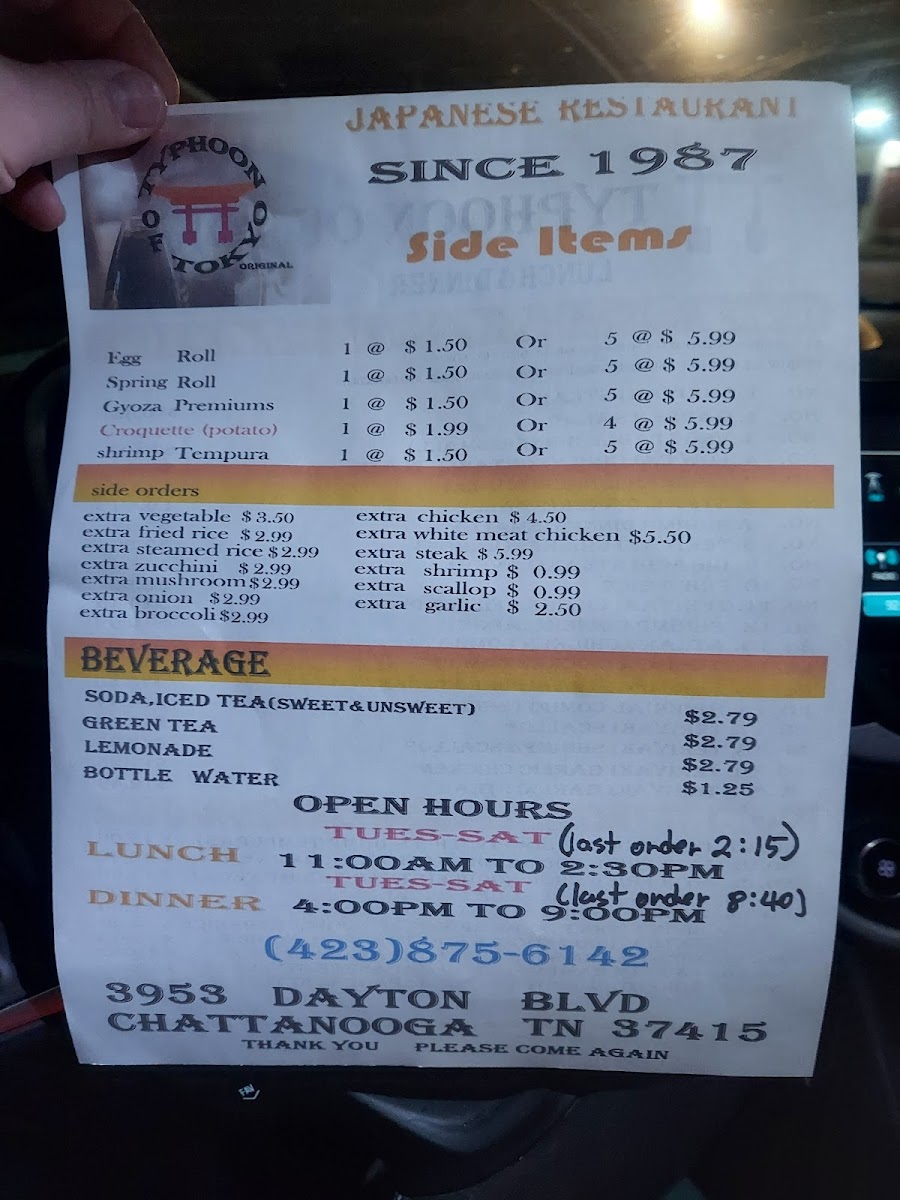 JAPANESE RESTAURANT
TYPHOON OF TOKYO
ORIGINAL
SINCE 1987
Side Items
Egg Roll 1 @ $ 1.50 Or 5 @ $ 5.99
Spring Roll 1 @ $ 1.50 Or 5 @ $ 5.99
Gyoza Premiums 1 @ $ 1.50 Or 5 @ $ 5.99
Croquette (potato) 1 @ $ 1.99 Or 4 @ $ 5.99
shrimp Tempura 1 @ $ 1.50 Or 5 @ $ 5.99
side orders
extra vegetable $ 3.50
extra fried rice $ 2.99
extra steamed rice $ 2.99
extra zucchini $ 2.99
extra mushroom $2.99
extra onion $2.99
extra broccoli $2.99
extra chicken $ 4.50
extra white meat chicken $5.50
extra steak $ 5.99
extra shrimp $ 0.99
extra scallop $ 0.99
extra garlic $ 2.50
BEVERAGE
SODA,ICED TEA(SWEET&UNSWEET) $2.79
GREEN TEA $2.79
LEMONADE $2.79
BOTTLE WATER $1.25
OPEN HOURS
TUES-SAT (last order 2:15)
LUNCH 11:00AM TO 2:30PM
TUES-SAT (last order 8:40)
DINNER 4:00PM TO 9:00PM
(423)875-6142
3953 DAYTON BLVD
CHATTANOOGA TN 37415
THANK YOU PLEASE COME AGAIN
FAV